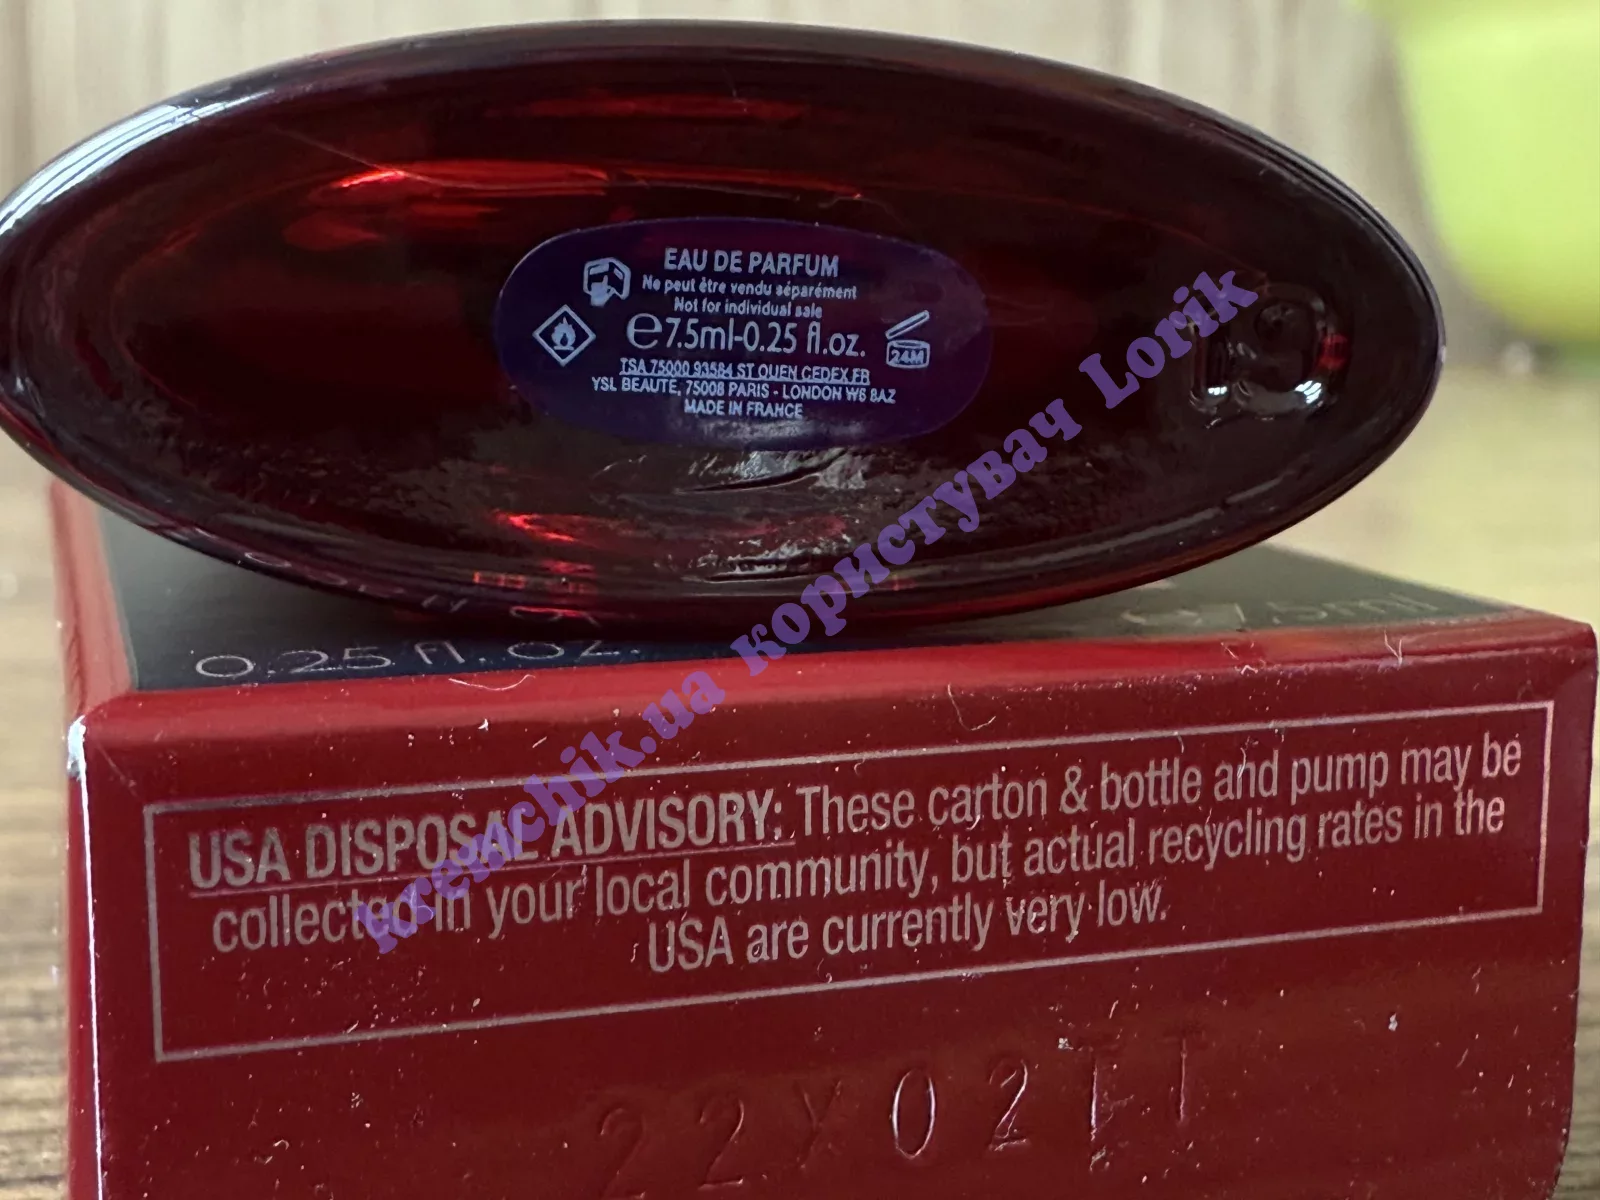 EAU DE PARFUM
Ne peut être vendu séparément
Not for individual sale
℮7.5ml-0.25 fl.oz.
24M
TSA 75000 93584 ST OUEN CEDEX FR
YSL BEAUTE, 75008 PARIS - LONDON W6 8AZ
MADE IN FRANCE
0.25 fl. oz.
7,5ml
USA DISPOSAL ADVISORY: These carton & bottle and pump may be
collected in your local community, but actual recycling rates in the
USA are currently very low.
kremchik.ua користувач Lorik